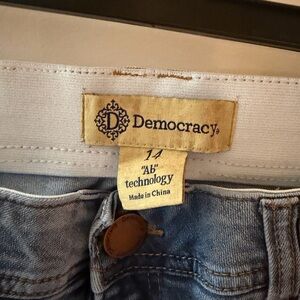 D Democracy®
14
"Ab"
technology
Made in China